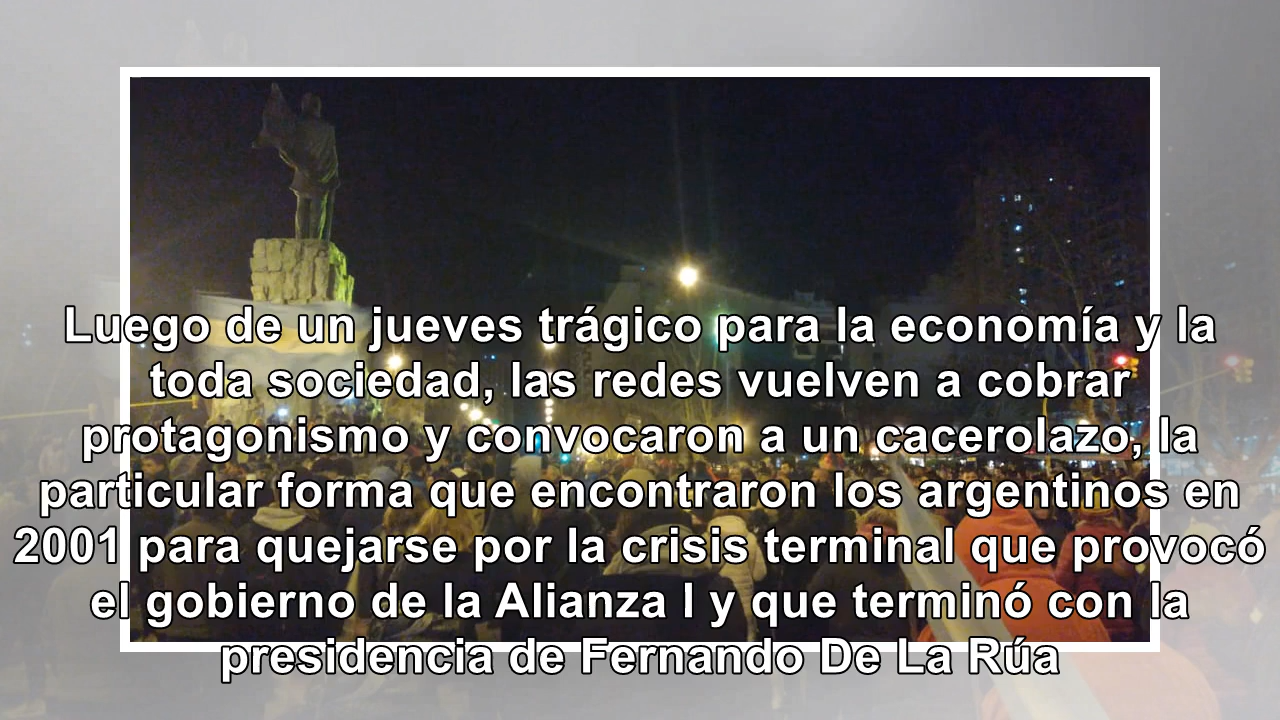 Luego de un jueves trágico para la economía y la
toda sociedad, las redes vuelven a cobrar
protagonismo y convocaron a un cacerolazo, la
particular forma que encontraron los argentinos en
2001 para quejarse por la crisis terminal que provocó
el gobierno de la Alianza I y que terminó con la
presidencia de Fernando De La Rúa